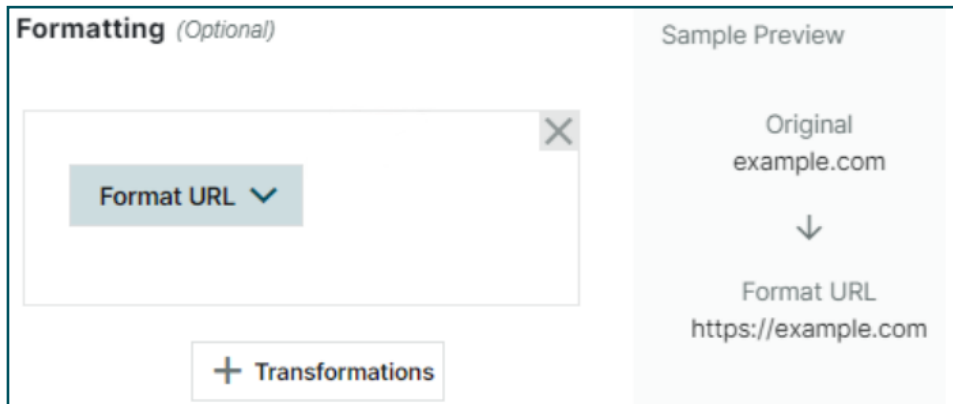 Formatting (Optional)
Format URL
+ Transformations
Sample Preview
Original
example.com
Format URL
https://example.com